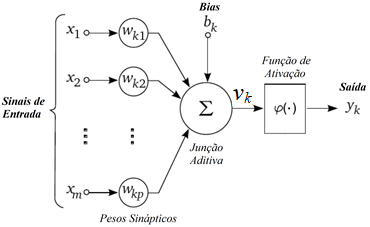 Bias
b_k
x_1
w_k1
Função de
Ativação
x_2
w_k2
Sinais de
Entrada
Σ
v_k
φ(·)
Saída
y_k
Junção
Aditiva
x_m
w_kp
Pesos Sinápticos